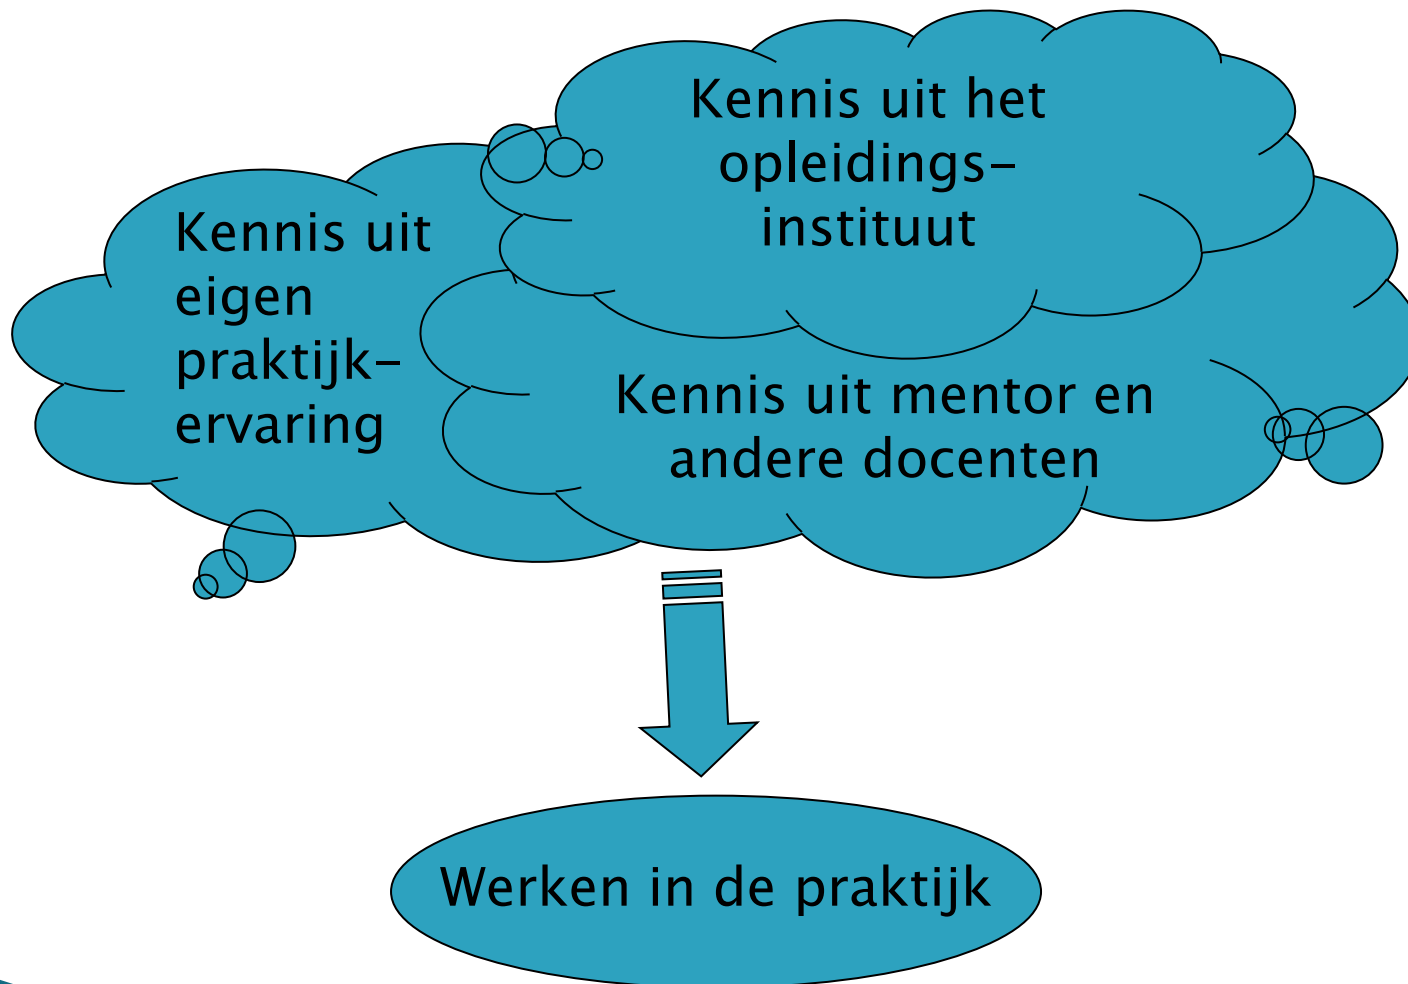 Kennis uit het
opleidings-
instituut
Kennis uit
eigen
praktijk-
ervaring
Kennis uit mentor en
andere docenten
Werken in de praktijk